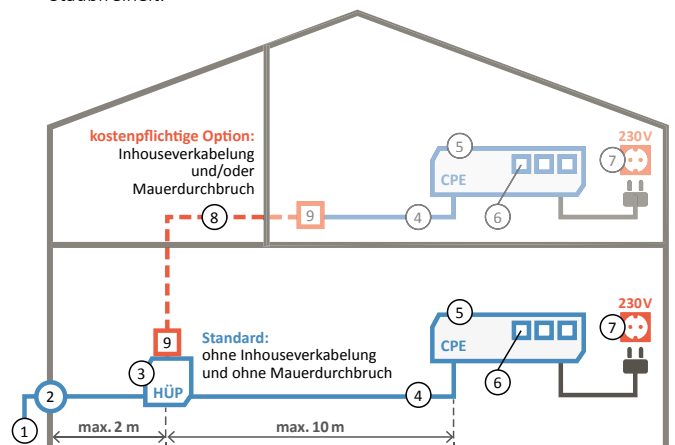 kostenpflichtige Option:
Inhouseverkabelung
und/oder
Mauerdurchbruch
5
CPE
6
230V
7
8
9
4
9
Standard:
ohne Inhouseverkabelung
und ohne Mauerdurchbruch
3
HÜP
5
CPE
6
230V
7
4
2
1
max. 2 m
max. 10 m